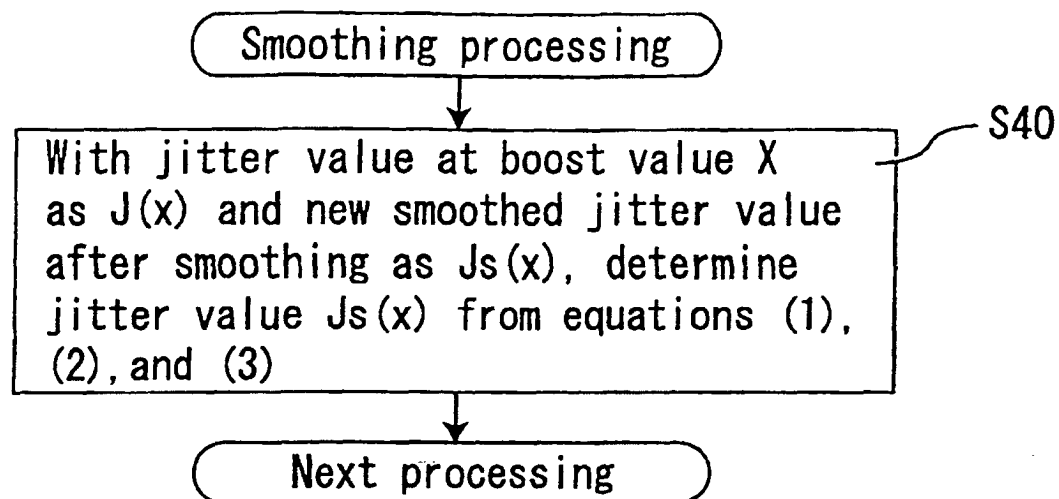 Smoothing processing
S40
With jitter value at boost value X
as J(x) and new smoothed jitter value
after smoothing as Js(x), determine
jitter value Js(x) from equations (1),
(2),and (3)
Next processing